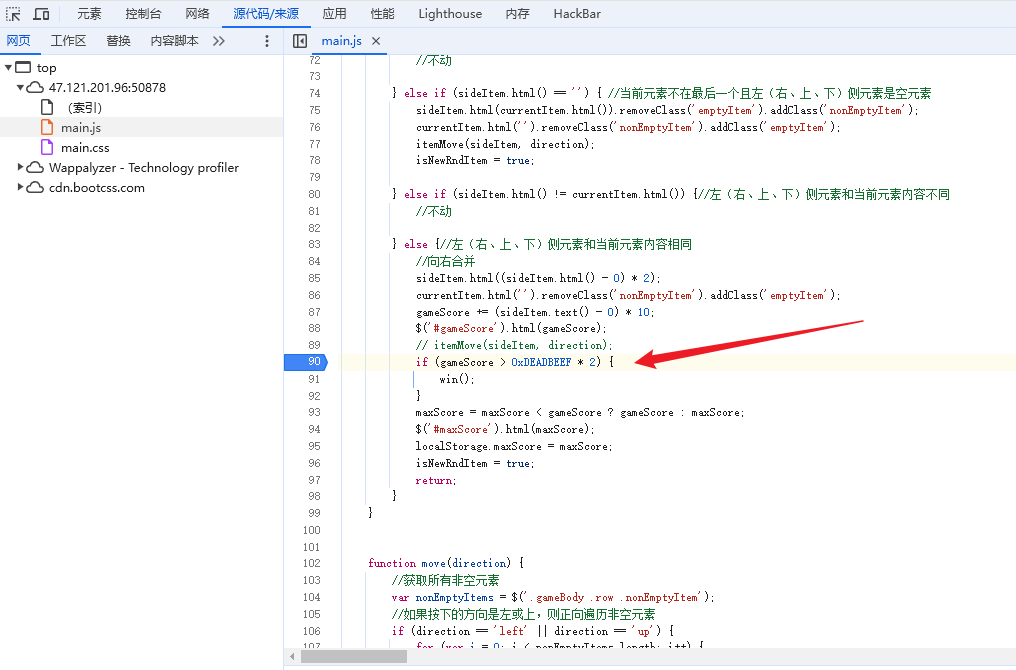 元素 控制台 网络 源代码/来源 应用 性能 Lighthouse 内存 HackBar
网页 工作区 替换 内容脚本 main.js
top
47.121.201.96:50878
（索引）
main.js
main.css
Wappalyzer - Technology profiler
cdn.bootcss.com
72 //不动
73
74 } else if (sideItem.html() == '') { //当前元素不在最后一个且左（右、上、下）侧元素是空元素
75 sideItem.html(currentItem.html()).removeClass('emptyItem').addClass('nonEmptyItem');
76 currentItem.html('').removeClass('nonEmptyItem').addClass('emptyItem');
77 itemMove(sideItem, direction);
78 isNewRndItem = true;
79
80 } else if (sideItem.html() != currentItem.html()) {//左（右、上、下）侧元素和当前元素内容不同
81 //不动
82
83 } else {//左（右、上、下）侧元素和当前元素内容相同
84 //向右合并
85 sideItem.html((sideItem.html() - 0) * 2);
86 currentItem.html('').removeClass('nonEmptyItem').addClass('emptyItem');
87 gameScore += (sideItem.text() - 0) * 10;
88 $('#gameScore').html(gameScore);
89 // itemMove(sideItem, direction);
90 if (gameScore > 0xDEADBEEF * 2) {
91 win();
92 }
93 maxScore = maxScore < gameScore ? gameScore : maxScore;
94 $('#maxScore').html(maxScore);
95 localStorage.maxScore = maxScore;
96 isNewRndItem = true;
97 return;
98 }
99 }
100
101
102 function move(direction) {
103 //获取所有非空元素
104 var nonEmptyItems = $('.gameBody .row .nonEmptyItem');
105 //如果按下的方向是左或上，则正向遍历非空元素
106 if (direction == 'left' || direction == 'up') {
107 for (var i = 0; i < nonEmptyItems.length; i++) {